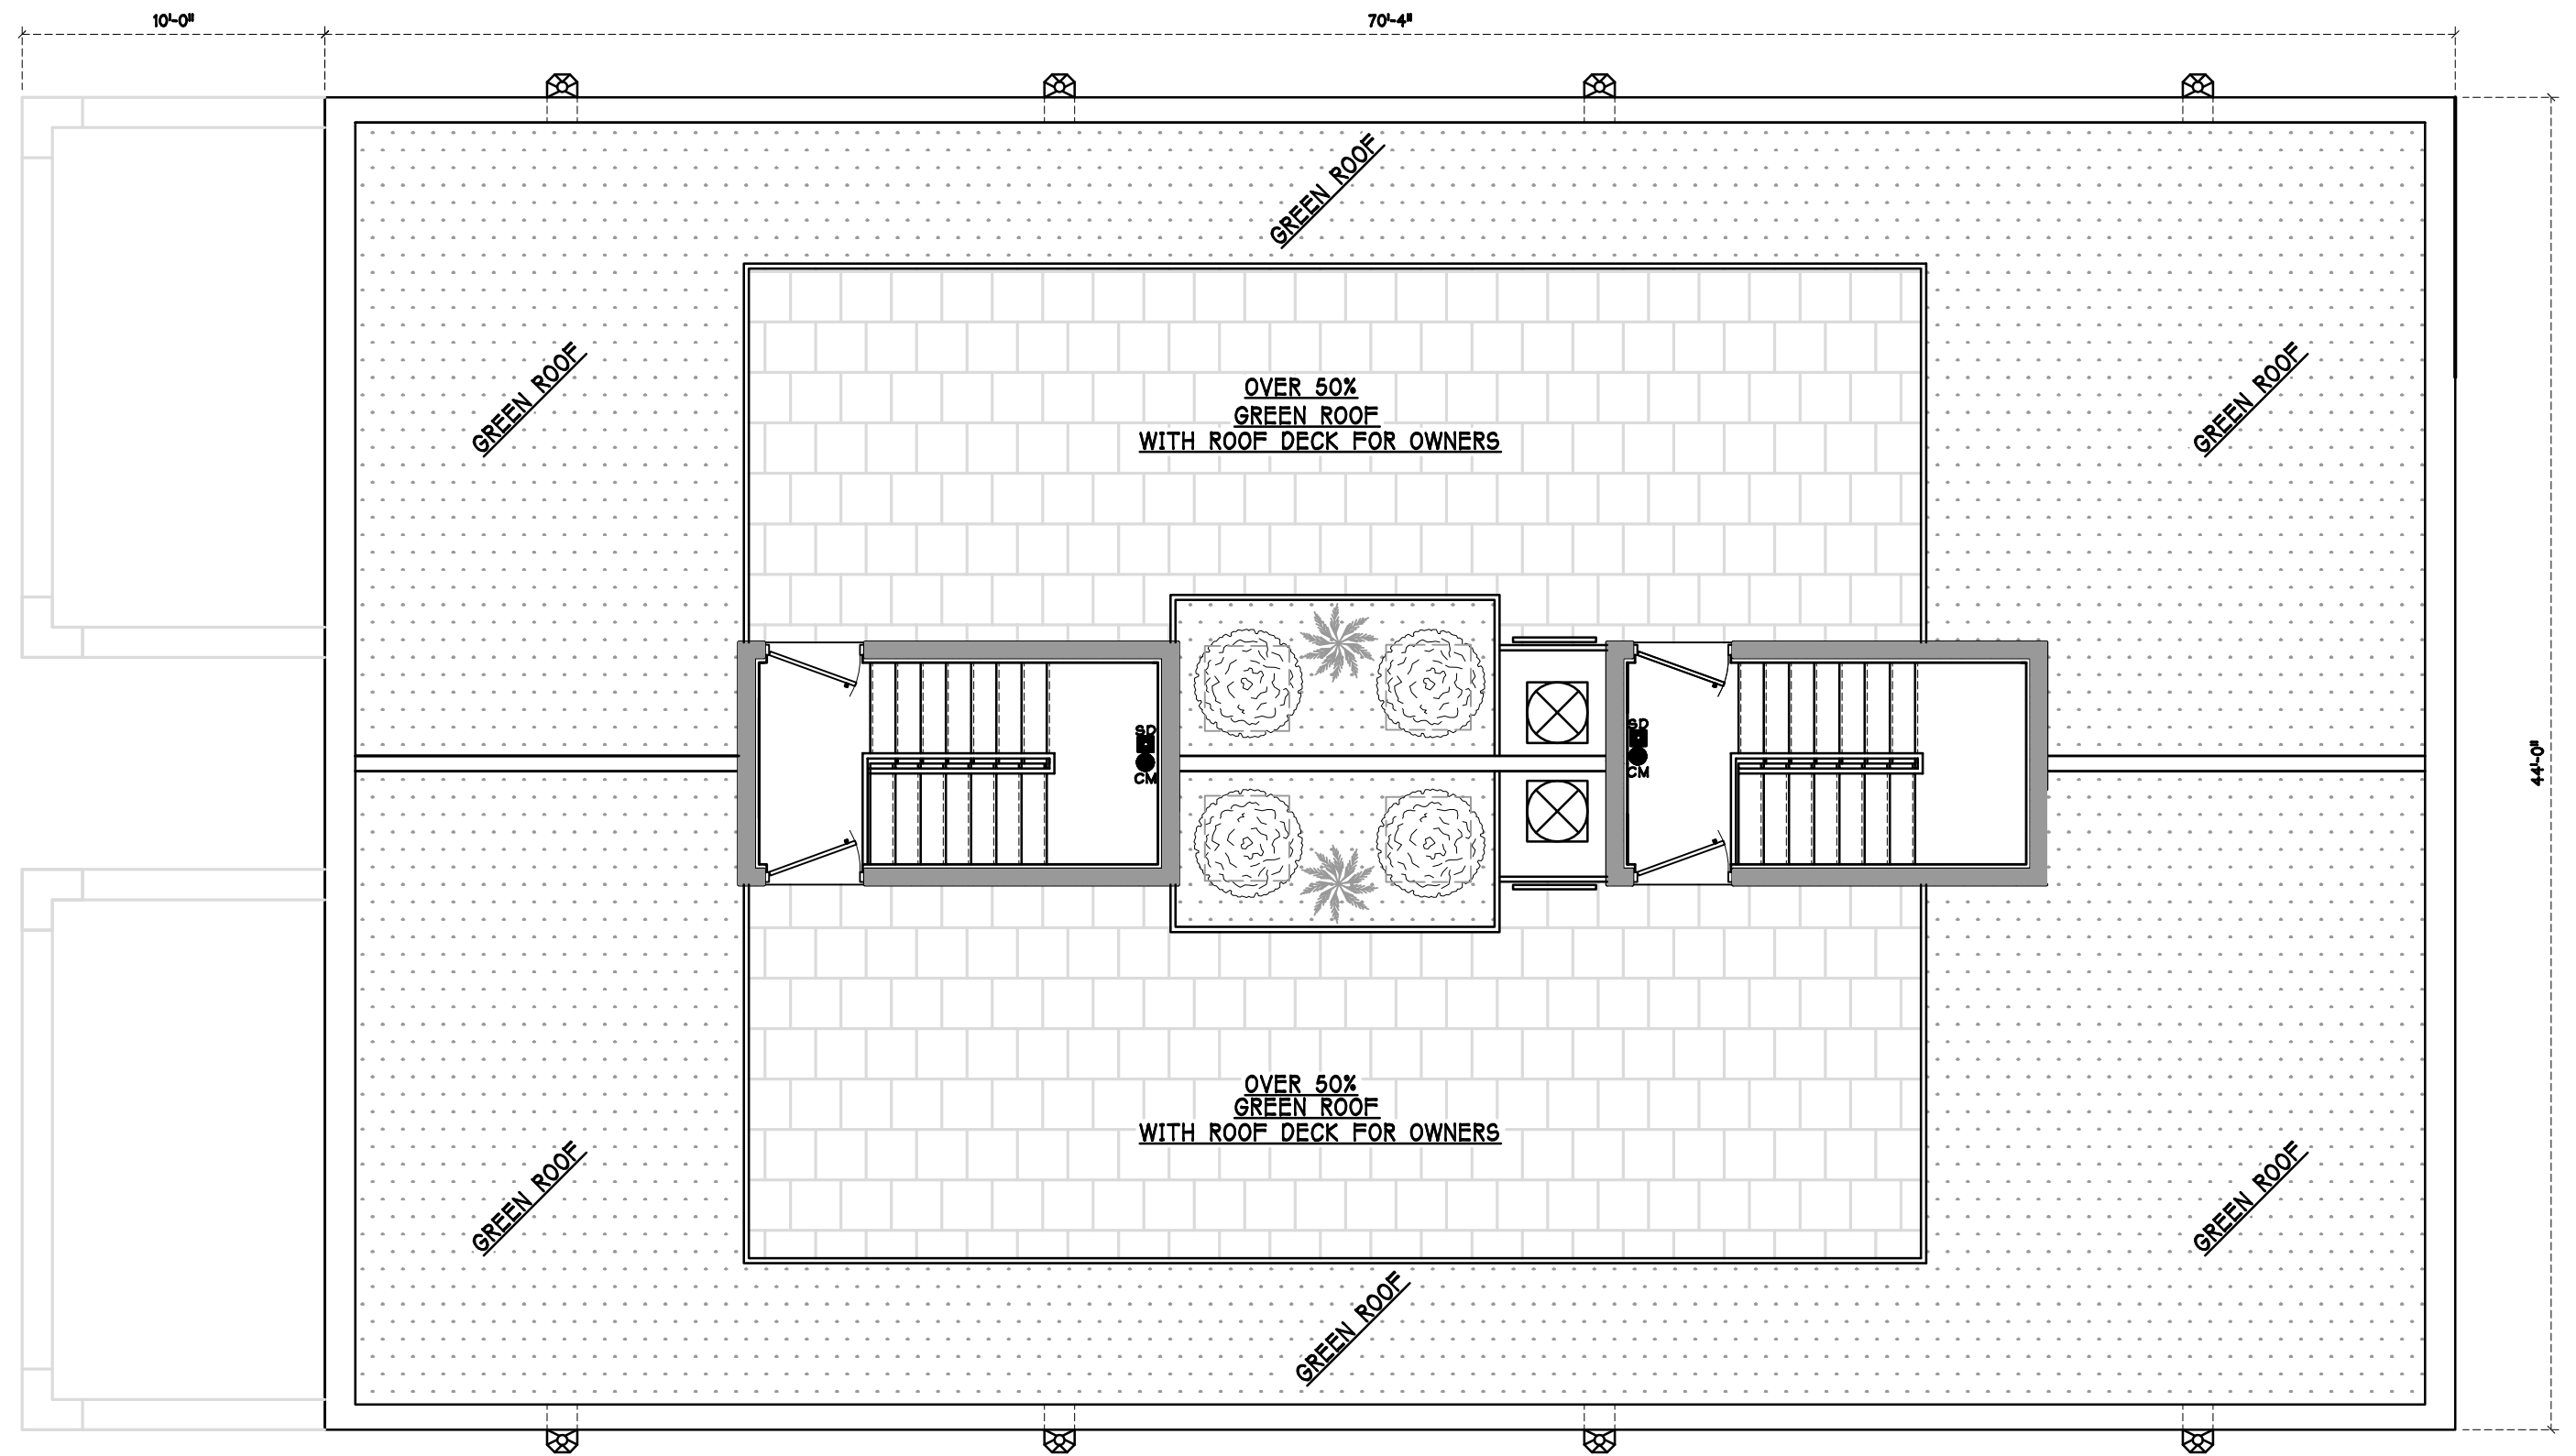 10'-0"
70'-4"
GREEN ROOF
GREEN ROOF
GREEN ROOF
OVER 50%
GREEN ROOF
WITH ROOF DECK FOR OWNERS
SD
CM
SD
CM
44'-0"
OVER 50%
GREEN ROOF
WITH ROOF DECK FOR OWNERS
GREEN ROOF
GREEN ROOF
GREEN ROOF